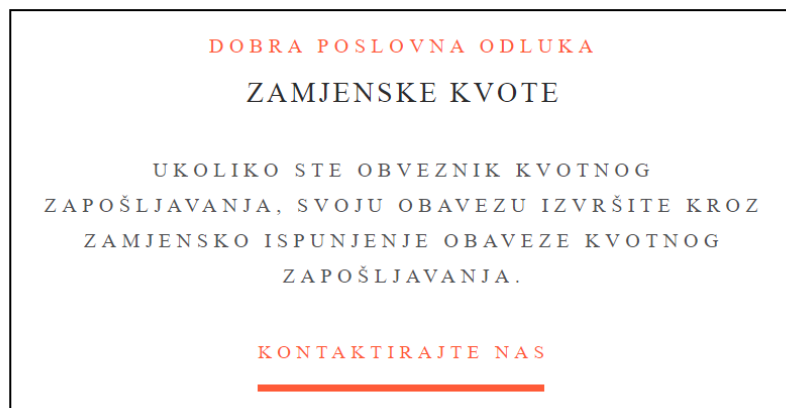 DOBRA POSLOVNA ODLUKA
ZAMJENSKE KVOTE
UKOLIKO STE OBVEZNIK KVOTNOG
ZAPOŠLJAVANJA, SVOJU OBAVEZU IZVRŠITE KROZ
ZAMJENSKO ISPUNJENJE OBAVEZE KVOTNOG
ZAPOŠLJAVANJA.
KONTAKTIRAJTE NAS